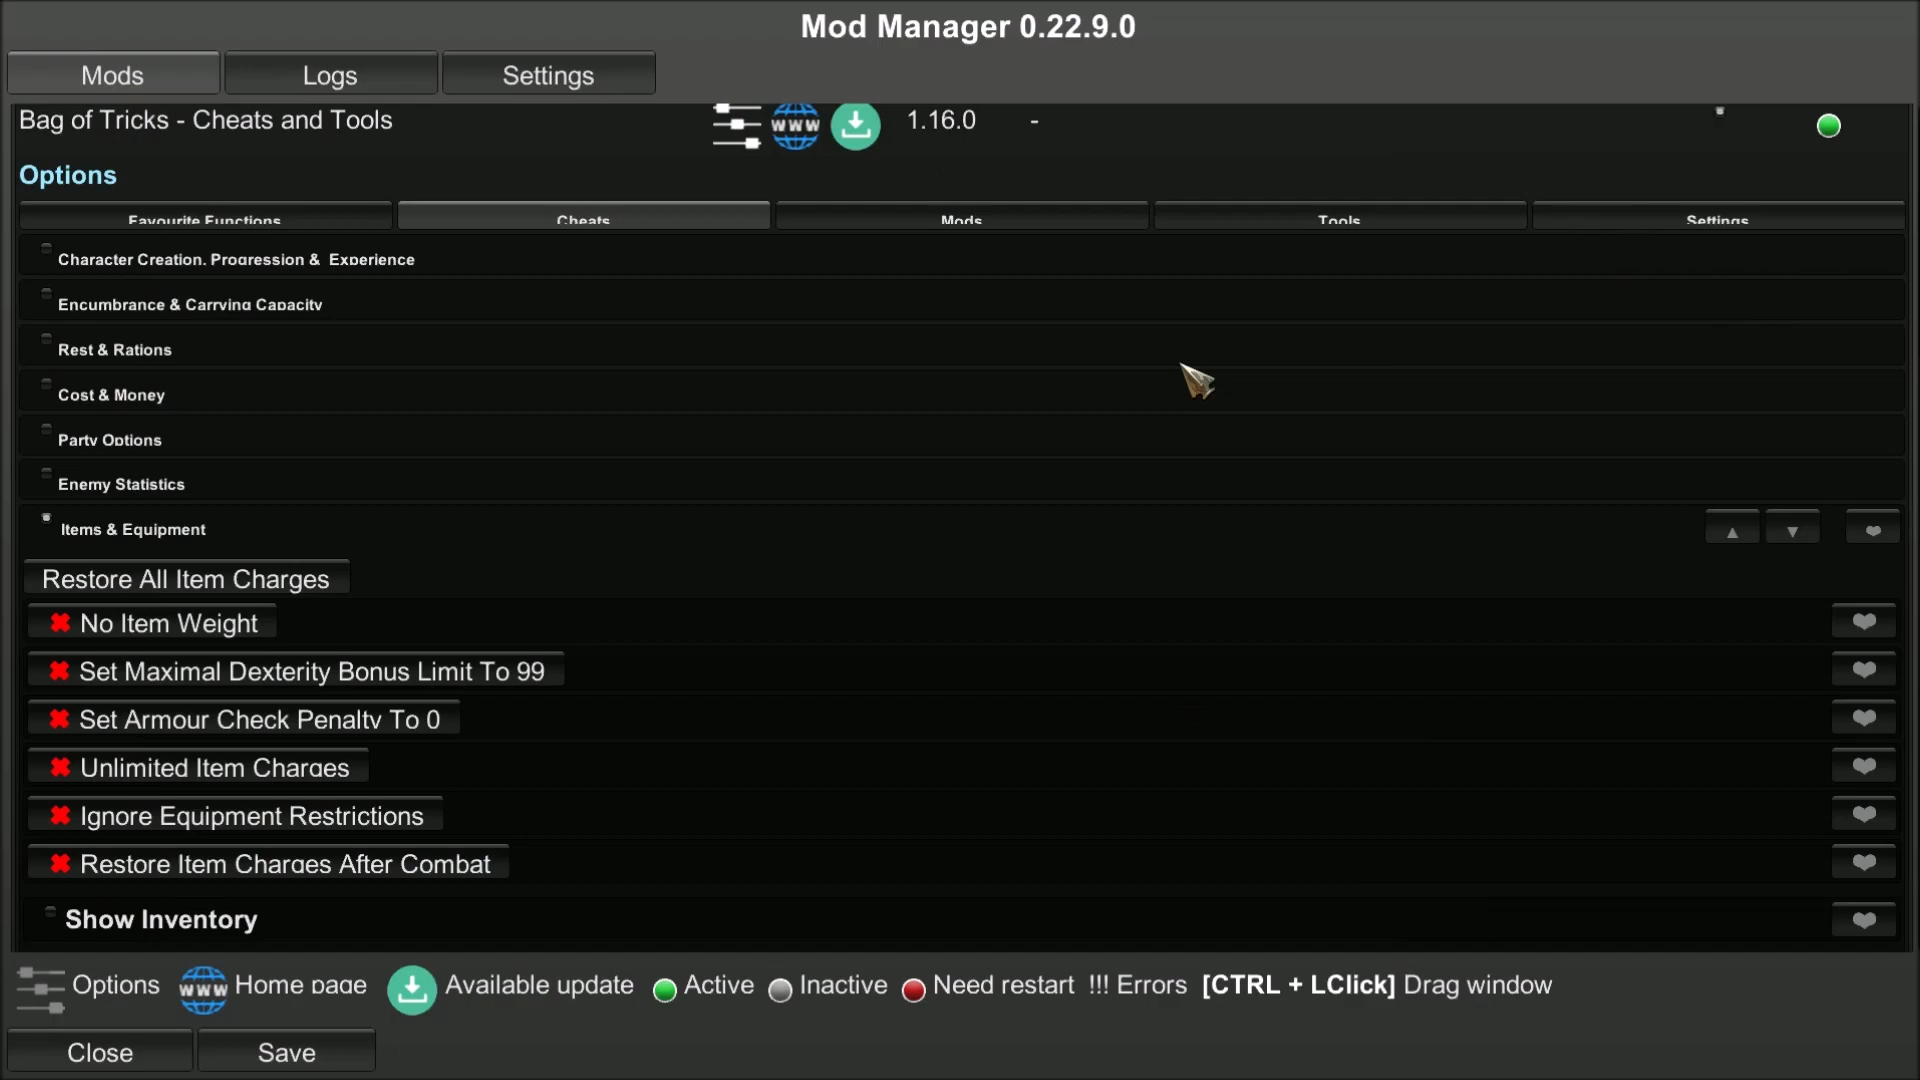 Mod Manager 0.22.9.0
Mods Logs Settings
Bag of Tricks - Cheats and Tools WWW 1.16.0 -
Options
Favourite Functions Cheats Mods Tools Settings
Character Creation, Progression & Experience
Encumbrance & Carrying Capacity
Rest & Rations
Cost & Money
Party Options
Enemy Statistics
Items & Equipment ▲ ▼ ❤
Restore All Item Charges
✖ No Item Weight ❤
✖ Set Maximal Dexterity Bonus Limit To 99 ❤
✖ Set Armour Check Penalty To 0 ❤
✖ Unlimited Item Charges ❤
✖ Ignore Equipment Restrictions ❤
✖ Restore Item Charges After Combat ❤
Show Inventory ❤
Options WWW Home page Available update Active Inactive Need restart !!! Errors [CTRL + LClick] Drag window
Close Save